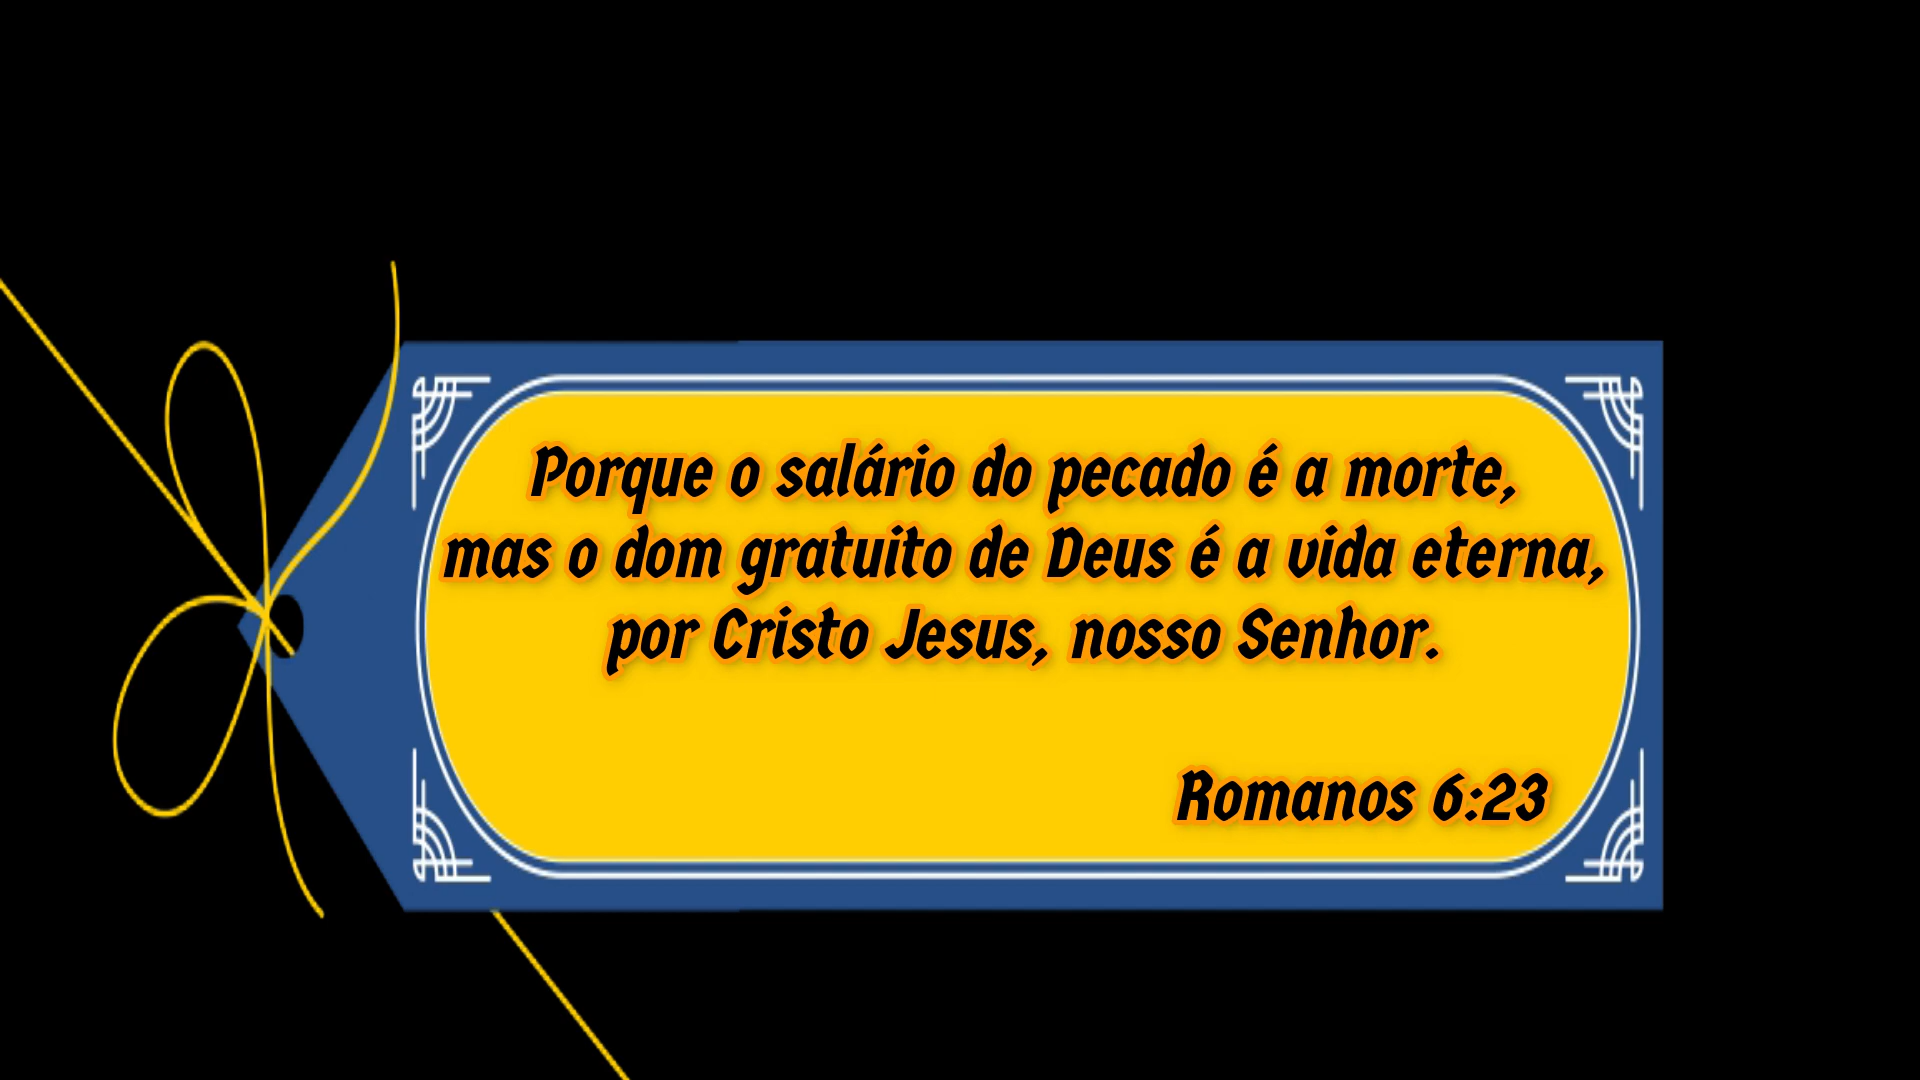 Porque o salário do pecado é a morte,
mas o dom gratuito de Deus é a vida eterna,
por Cristo Jesus, nosso Senhor.
Romanos 6:23